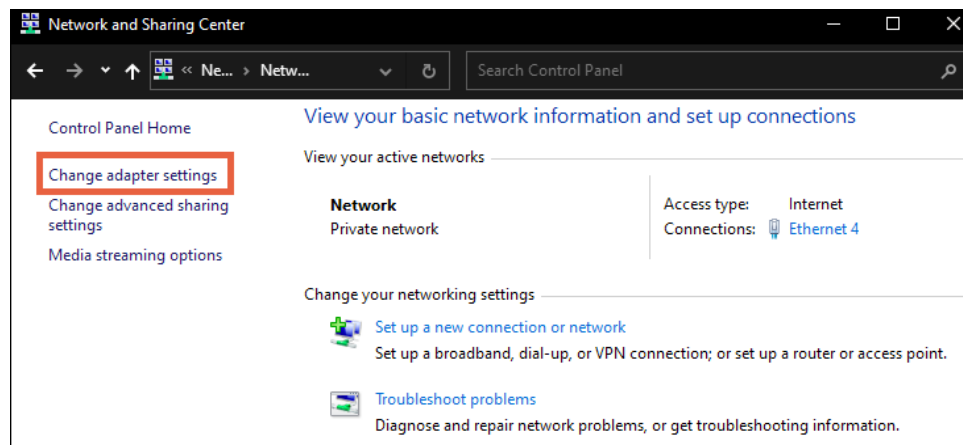 Network and Sharing Center
« Ne... > Netw...
Search Control Panel
Control Panel Home
Change adapter settings
Change advanced sharing
settings
Media streaming options
View your basic network information and set up connections
View your active networks
Network
Private network
Access type: Internet
Connections: Ethernet 4
Change your networking settings
Set up a new connection or network
Set up a broadband, dial-up, or VPN connection; or set up a router or access point.
Troubleshoot problems
Diagnose and repair network problems, or get troubleshooting information.